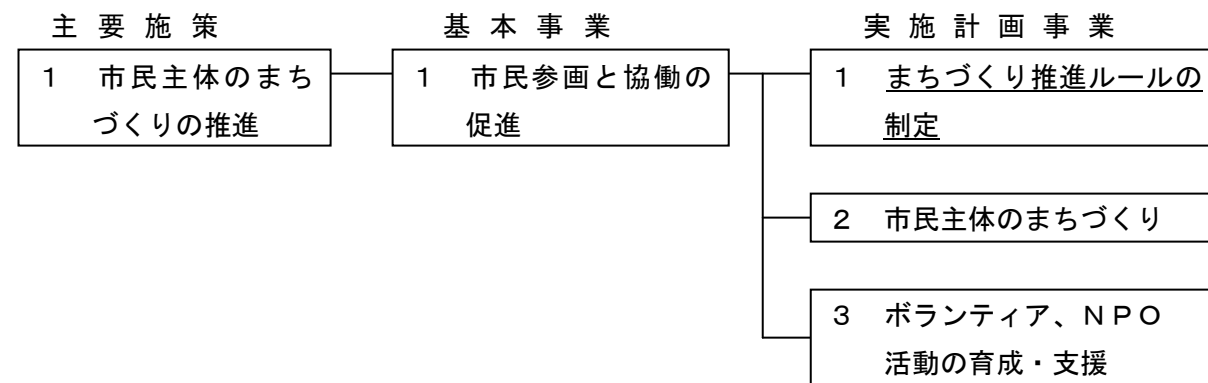 主要施策
基本事業
実施計画事業
1 市民主体のまち
づくりの推進
1 市民参画と協働の
促進
1 まちづくり推進ルールの
制定
2 市民主体のまちづくり
3 ボランティア、NPO
活動の育成・支援